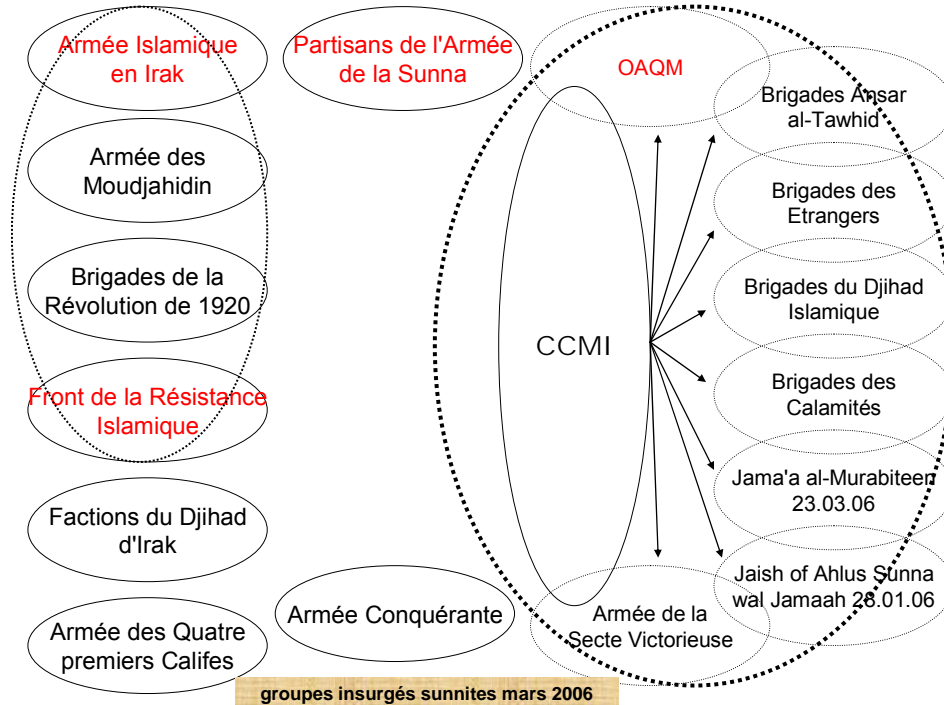 Armée Islamique
en Irak
Partisans de l'Armée
de la Sunna
OAQM
Brigades Ansar
al-Tawhid
Armée des
Moudjahidin
Brigades des
Etrangers
Brigades de la
Révolution de 1920
Brigades du Djihad
Islamique
CCMI
Front de la Résistance
Islamique
Brigades des
Calamités
Jama'a al-Murabiteen
23.03.06
Factions du Djihad
d'Irak
Jaish of Ahlus Sunna
wal Jamaah 28.01.06
Armée Conquérante
Armée de la
Secte Victorieuse
Armée des Quatre
premiers Califes
groupes insurgés sunnites mars 2006